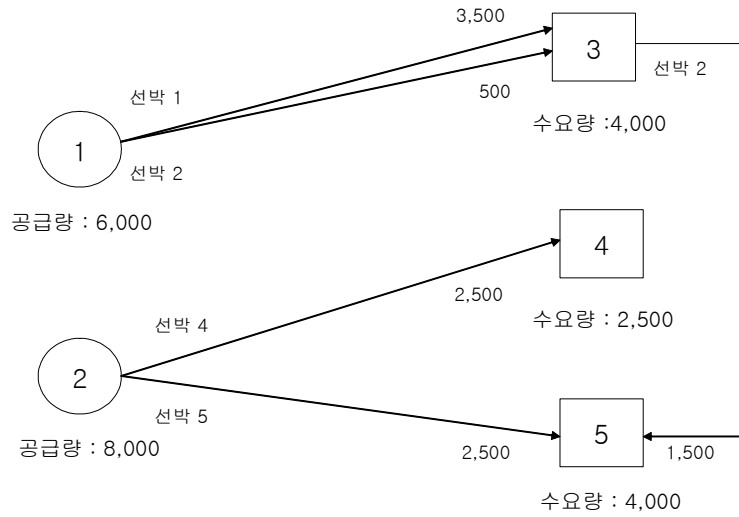 3,500
3
선박 2
선박 1
500
수요량 :4,000
1
선박 2
공급량 : 6,000
4
2,500
선박 4
수요량 : 2,500
2
선박 5
5
공급량 : 8,000
2,500
1,500
수요량 : 4,000